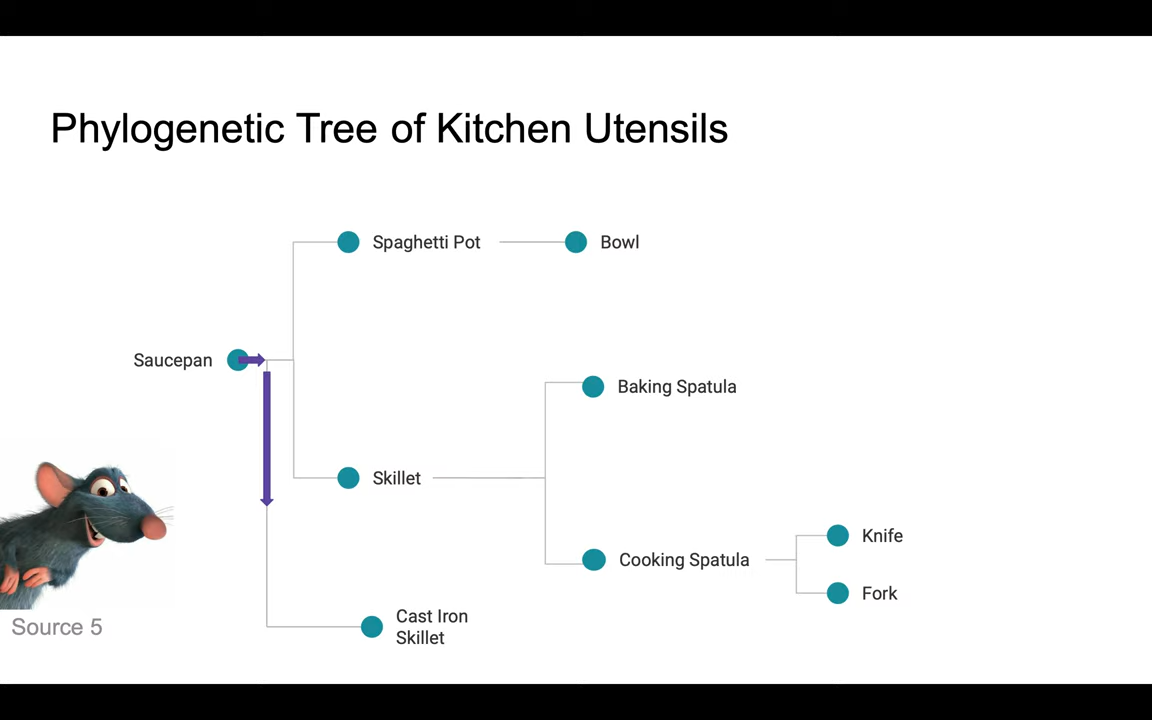 Phylogenetic Tree of Kitchen Utensils
Spaghetti Pot
Bowl
Saucepan
Baking Spatula
Skillet
Knife
Cooking Spatula
Fork
Cast Iron
Skillet
Source 5